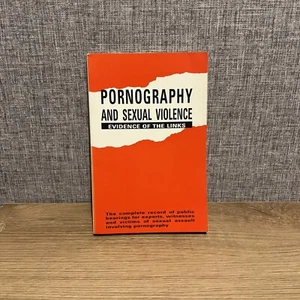 PORNOGRAPHY
AND SEXUAL VIOLENCE
EVIDENCE OF THE LINKS
The complete record of public
hearings for experts, witnesses
and victims of sexual assault
involving pornography